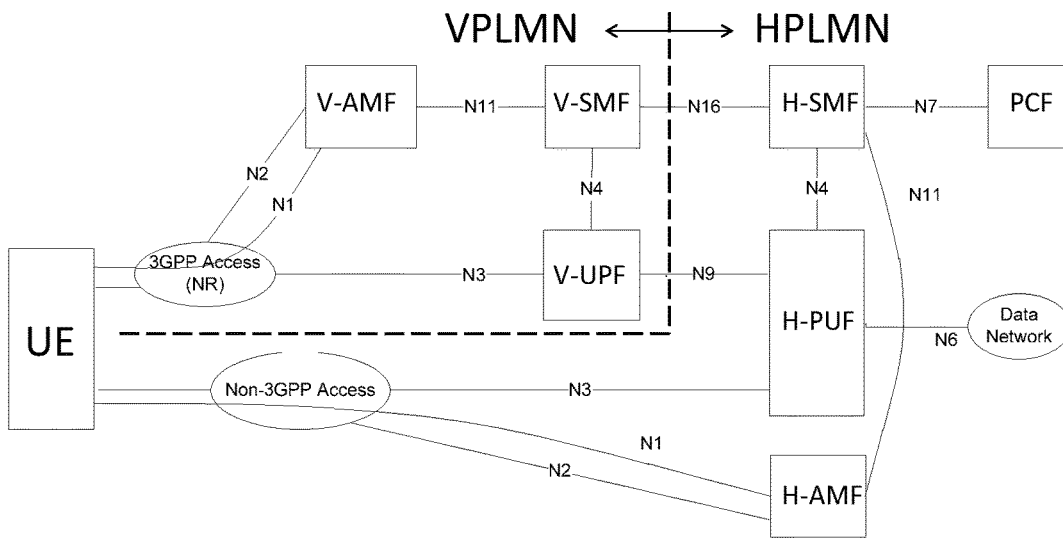 VPLMN
HPLMN
V-AMF
N11
V-SMF
N16
H-SMF
N7
PCF
N2
N1
N4
N4
N11
3GPP Access
(NR)
N3
V-UPF
N9
H-PUF
N6
Data
Network
UE
Non-3GPP Access
N3
N1
N2
H-AMF